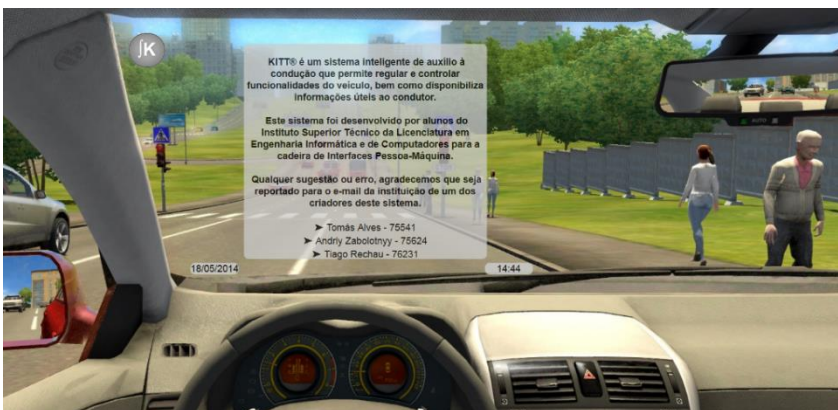 ∫K
KITT® é um sistema inteligente de auxilio à
condução que permite regular e controlar
funcionalidades do veículo, bem como disponibiliza
informações úteis ao condutor.
Este sistema foi desenvolvido por alunos do
Instituto Superior Técnico da Licenciatura em
Engenharia Informática e de Computadores para a
cadeira de Interfaces Pessoa-Máquina.
Qualquer sugestão ou erro, agradecemos que seja
reportado para o e-mail da instituição de um dos
criadores deste sistema.
➤ Tomás Alves - 75541
➤ Andriy Zabolotnyy - 75624
➤ Tiago Rechau - 76231
18/05/2014
14:44
AUTO